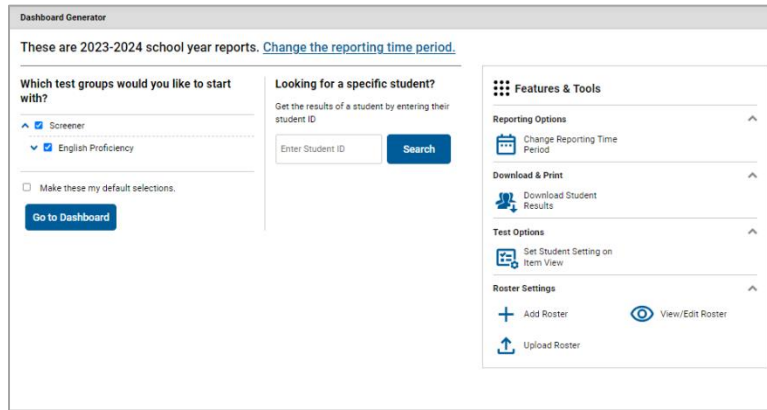 Dashboard Generator
These are 2023-2024 school year reports. Change the reporting time period.
Which test groups would you like to start
with?
Screener
English Proficiency
Make these my default selections.
Go to Dashboard
Looking for a specific student?
Get the results of a student by entering their
student ID
Enter Student ID
Search
Features & Tools
Reporting Options
Change Reporting Time
Period
Download & Print
Download Student
Results
Test Options
Set Student Setting on
Item View
Roster Settings
Add Roster
View/Edit Roster
Upload Roster